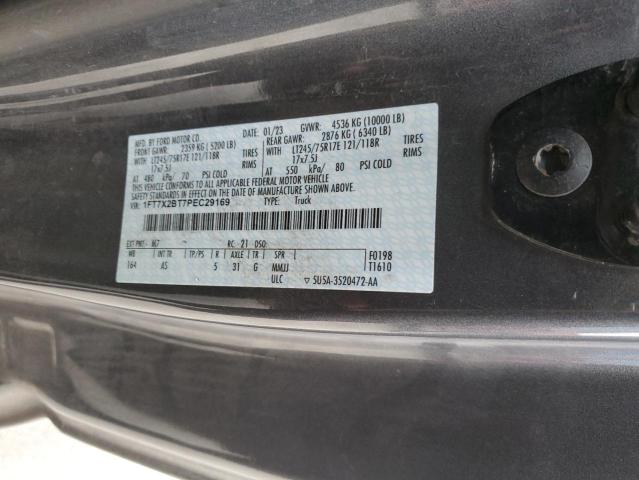 MFD. BY FORD MOTOR CO.
01/23 GVWR: 4536 KG (10000 LB)
FRONT GAWR: 2359 KG (5200 LB) REAR GAWR: 2876 KG (6340 LB)
WITH LT245/75R17E 121/118R TIRES WITH LT245/75R17E 121/118R TIRES
17x7.5J RIMS 17x7.5J RIMS
AT 480 kPa/ 70 PSI COLD AT 550 kPa/ 80 PSI COLD
THIS VEHICLE CONFORMS TO ALL APPLICABLE FEDERAL MOTOR VEHICLE
SAFETY STANDARDS IN EFFECT ON THE DATE OF MANUFACTURE SHOWN ABOVE.
VIN: 1FT7X2BT7PEC29169 TYPE: Truck
EXT PNT: M7 RC: 21 DSO:
WB INT TR TP/PS R AXLE TR SPR F0198
164 AS 5 31 G MMJJ T1610
ULC ▽ 5U5A-3520472-AA